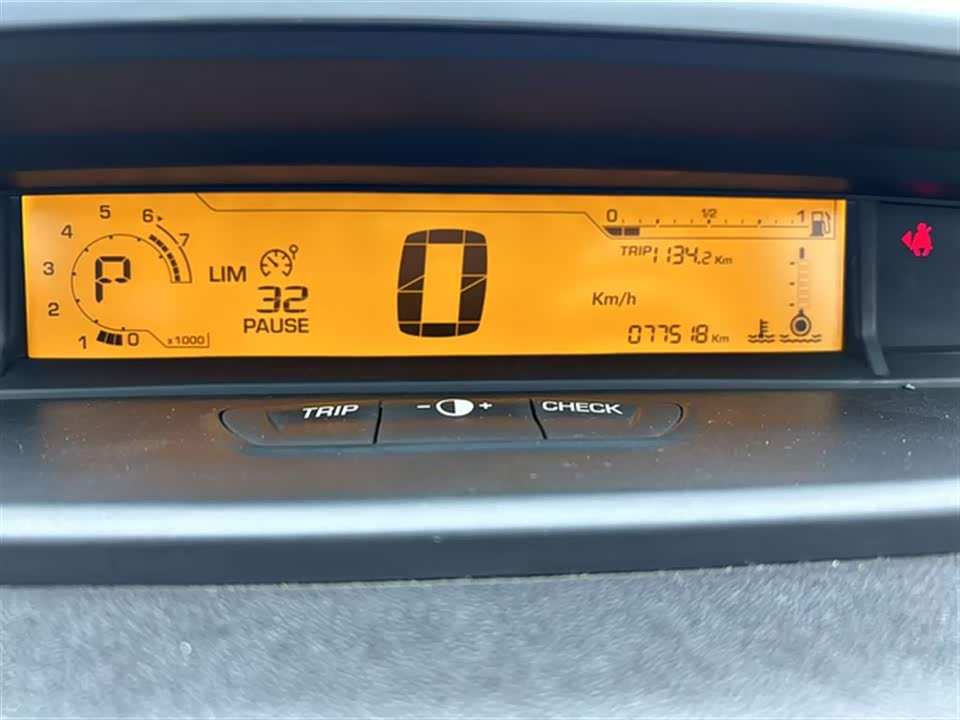 5
6
4
7
3
2
1
0
x1000
P
LIM
32
PAUSE
0
0 1/2 1
TRIP 1134.2 Km
Km/h
077518 Km
TRIP
- +
CHECK